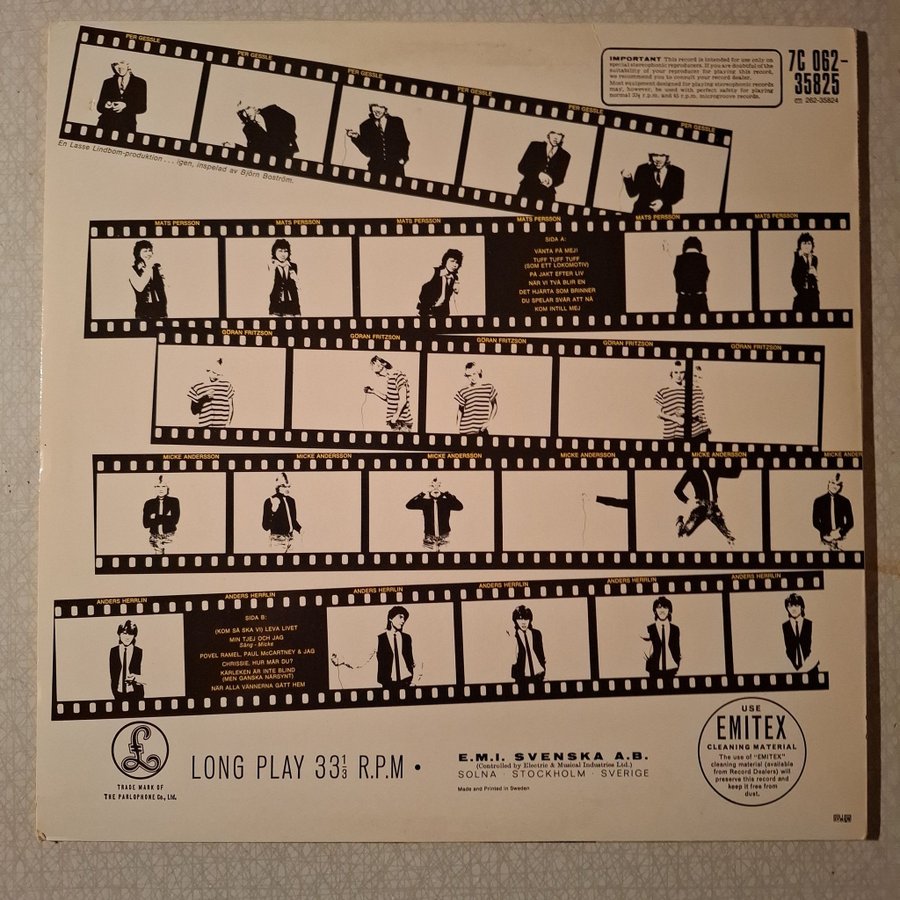 PER GESSLE
PER GESSLE
PER GESSLE
PER GESSLE
PER GESSLE
PER GESSLE
IMPORTANT This record is intended for use only on
special stereophonic reproducers. If you are doubtful of the
suitability of your reproducer for playing this record,
we recommend you to consult your record dealer.
Most equipment designed for playing stereophonic records
may, however, be used with perfect safety for playing
normal 33⅓ r.p.m. and 45 r.p.m. microgroove records.
7C 062-
35825
262-35824
En Lasse Lindbom-produktion . . . igen, inspelad av Björn Boström.
MATS PERSSON
MATS PERSSON
MATS PERSSON
MATS PERSSON
MATS PERSSON
MATS PERSSON
SIDA A:
VÄNTA PÅ MEJ!
TUFF TUFF TUFF
(SOM ETT LOKOMOTIV)
PÅ JAKT EFTER LIV
NÄR VI TVÅ BLIR EN
DET HJÄRTA SOM BRINNER
DU SPELAR SVÅR ATT NÅ
KOM INTILL MEJ
GÖRAN FRITZSON
GÖRAN FRITZSON
GÖRAN FRITZSON
GÖRAN FRITZSON
GÖRAN FRITZSON
MICKE ANDERSSON
MICKE ANDERSSON
MICKE ANDERSSON
MICKE ANDERSSON
MICKE ANDERSSON
MICKE ANDERSSON
ANDERS HERRLIN
ANDERS HERRLIN
ANDERS HERRLIN
ANDERS HERRLIN
ANDERS HERRLIN
ANDERS HERRLIN
SIDA B:
(KOM SÅ SKA VI) LEVA LIVET
MIN TJEJ OCH JAG
Sång - Micke
POVEL RAMEL, PAUL McCARTNEY & JAG
CHRISSIE, HUR MÅR DU?
KÄRLEKEN ÄR INTE BLIND
(MEN GANSKA NÄRSYNT)
NÄR ALLA VÄNNERNA GÅTT HEM
£
TRADE MARK OF
THE PARLOPHONE Co., Ltd.
LONG PLAY 33⅓ R.P.M •
E.M.I. SVENSKA A.B.
(Controlled by Electric & Musical Industries Ltd.)
SOLNA · STOCKHOLM · SVERIGE
Made and Printed in Sweden
USE
EMITEX
CLEANING MATERIAL
The use of "EMITEX"
cleaning material (available
from Record Dealers) will
preserve this record and
keep it free from
dust.